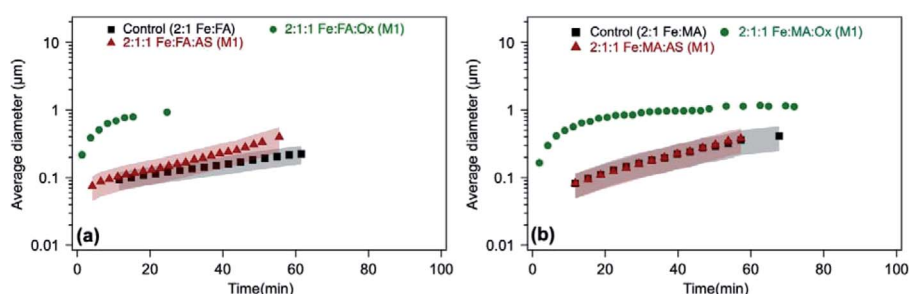 Control (2:1 Fe:FA)
2:1:1 Fe:FA:Ox (M1)
2:1:1 Fe:FA:AS (M1)
Average diameter (µm)
10
1
0.1
0.01
(a)
0
20
40
60
80
100
Time(min)
Control (2:1 Fe:MA)
2:1:1 Fe:MA:Ox (M1)
2:1:1 Fe:MA:AS (M1)
Average diameter (µm)
10
1
0.1
0.01
(b)
0
20
40
60
80
100
Time(min)